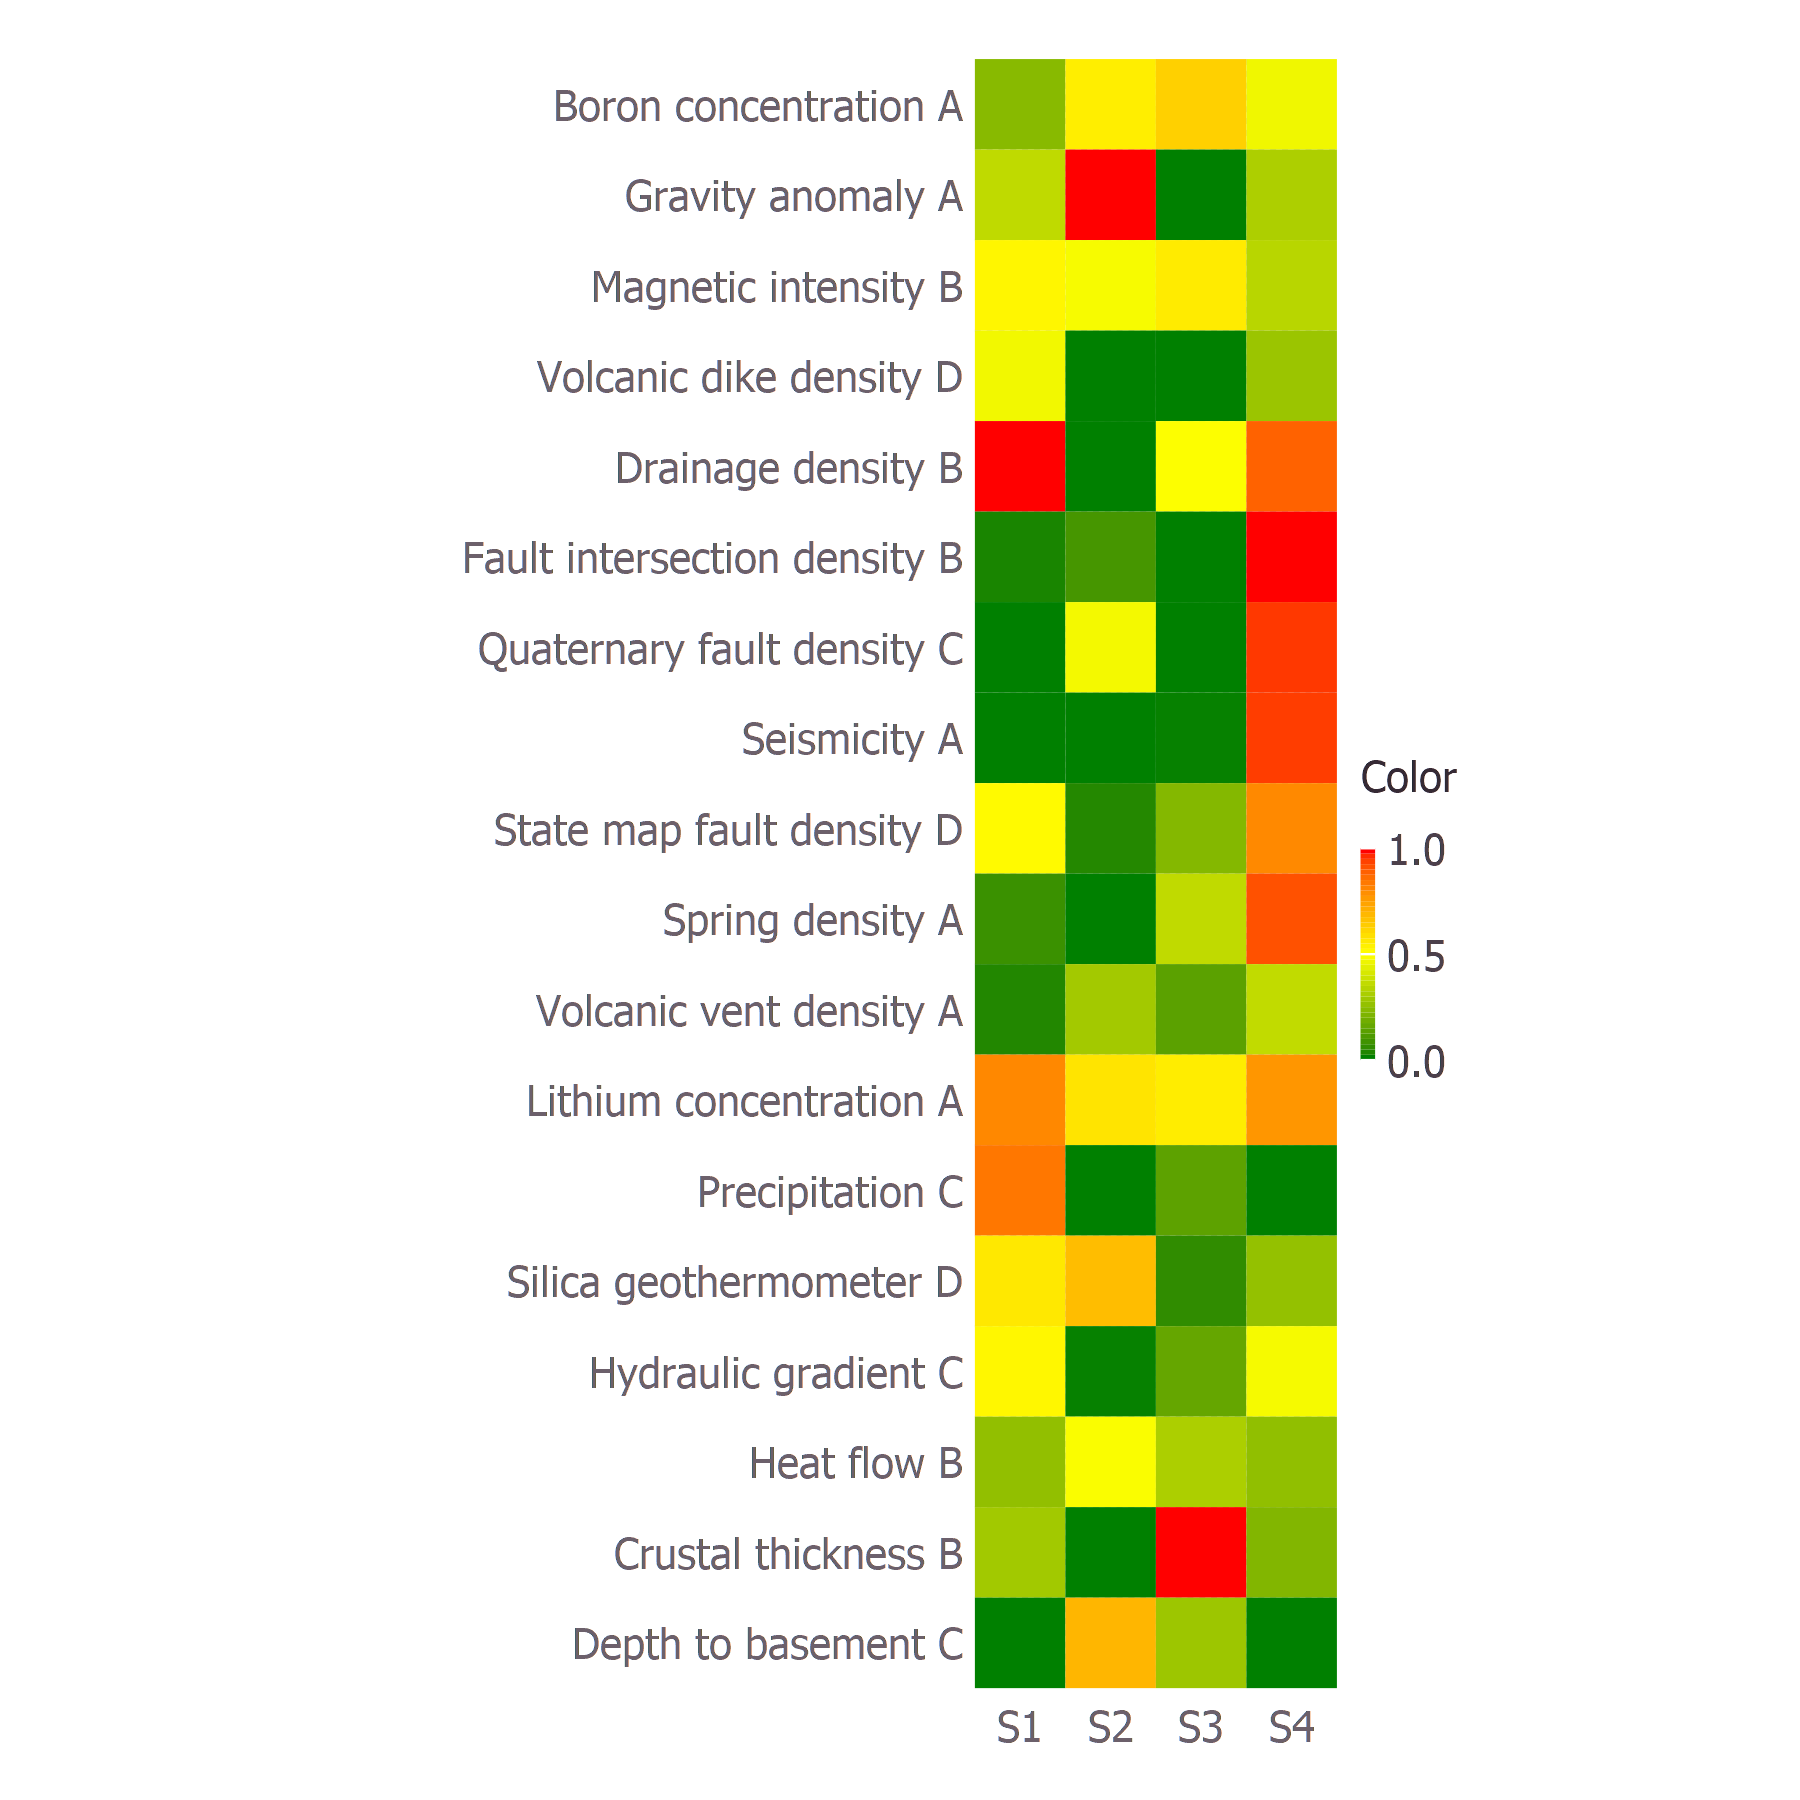 Boron concentration A
Gravity anomaly A
Magnetic intensity B
Volcanic dike density D
Drainage density B
Fault intersection density B
Quaternary fault density C
Seismicity A
State map fault density D
Spring density A
Volcanic vent density A
Lithium concentration A
Precipitation C
Silica geothermometer D
Hydraulic gradient C
Heat flow B
Crustal thickness B
Depth to basement C
S1 S2 S3 S4
Color
1.0
0.5
0.0